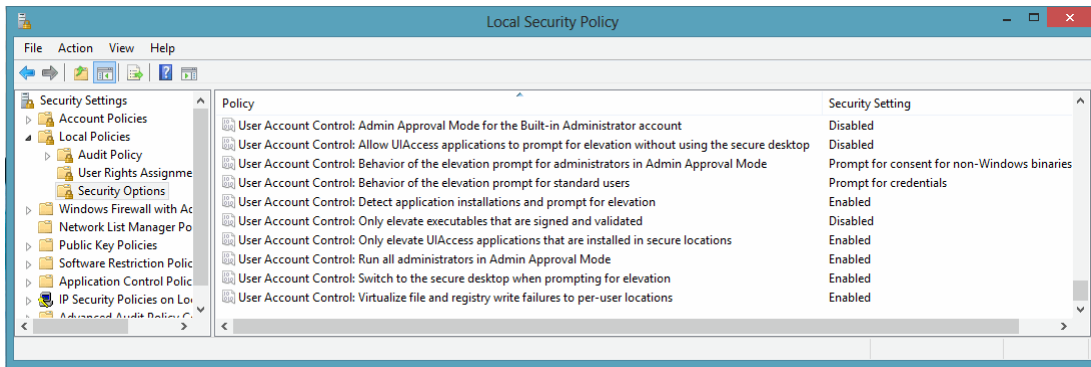 Local Security Policy
File Action View Help
Security Settings
Account Policies
Local Policies
Audit Policy
User Rights Assignme
Security Options
Windows Firewall with Ac
Network List Manager Po
Public Key Policies
Software Restriction Polic
Application Control Polic
IP Security Policies on Lo
Advanced Audit Policy C
Policy Security Setting
User Account Control: Admin Approval Mode for the Built-in Administrator account Disabled
User Account Control: Allow UIAccess applications to prompt for elevation without using the secure desktop Disabled
User Account Control: Behavior of the elevation prompt for administrators in Admin Approval Mode Prompt for consent for non-Windows binaries
User Account Control: Behavior of the elevation prompt for standard users Prompt for credentials
User Account Control: Detect application installations and prompt for elevation Enabled
User Account Control: Only elevate executables that are signed and validated Disabled
User Account Control: Only elevate UIAccess applications that are installed in secure locations Enabled
User Account Control: Run all administrators in Admin Approval Mode Enabled
User Account Control: Switch to the secure desktop when prompting for elevation Enabled
User Account Control: Virtualize file and registry write failures to per-user locations Enabled